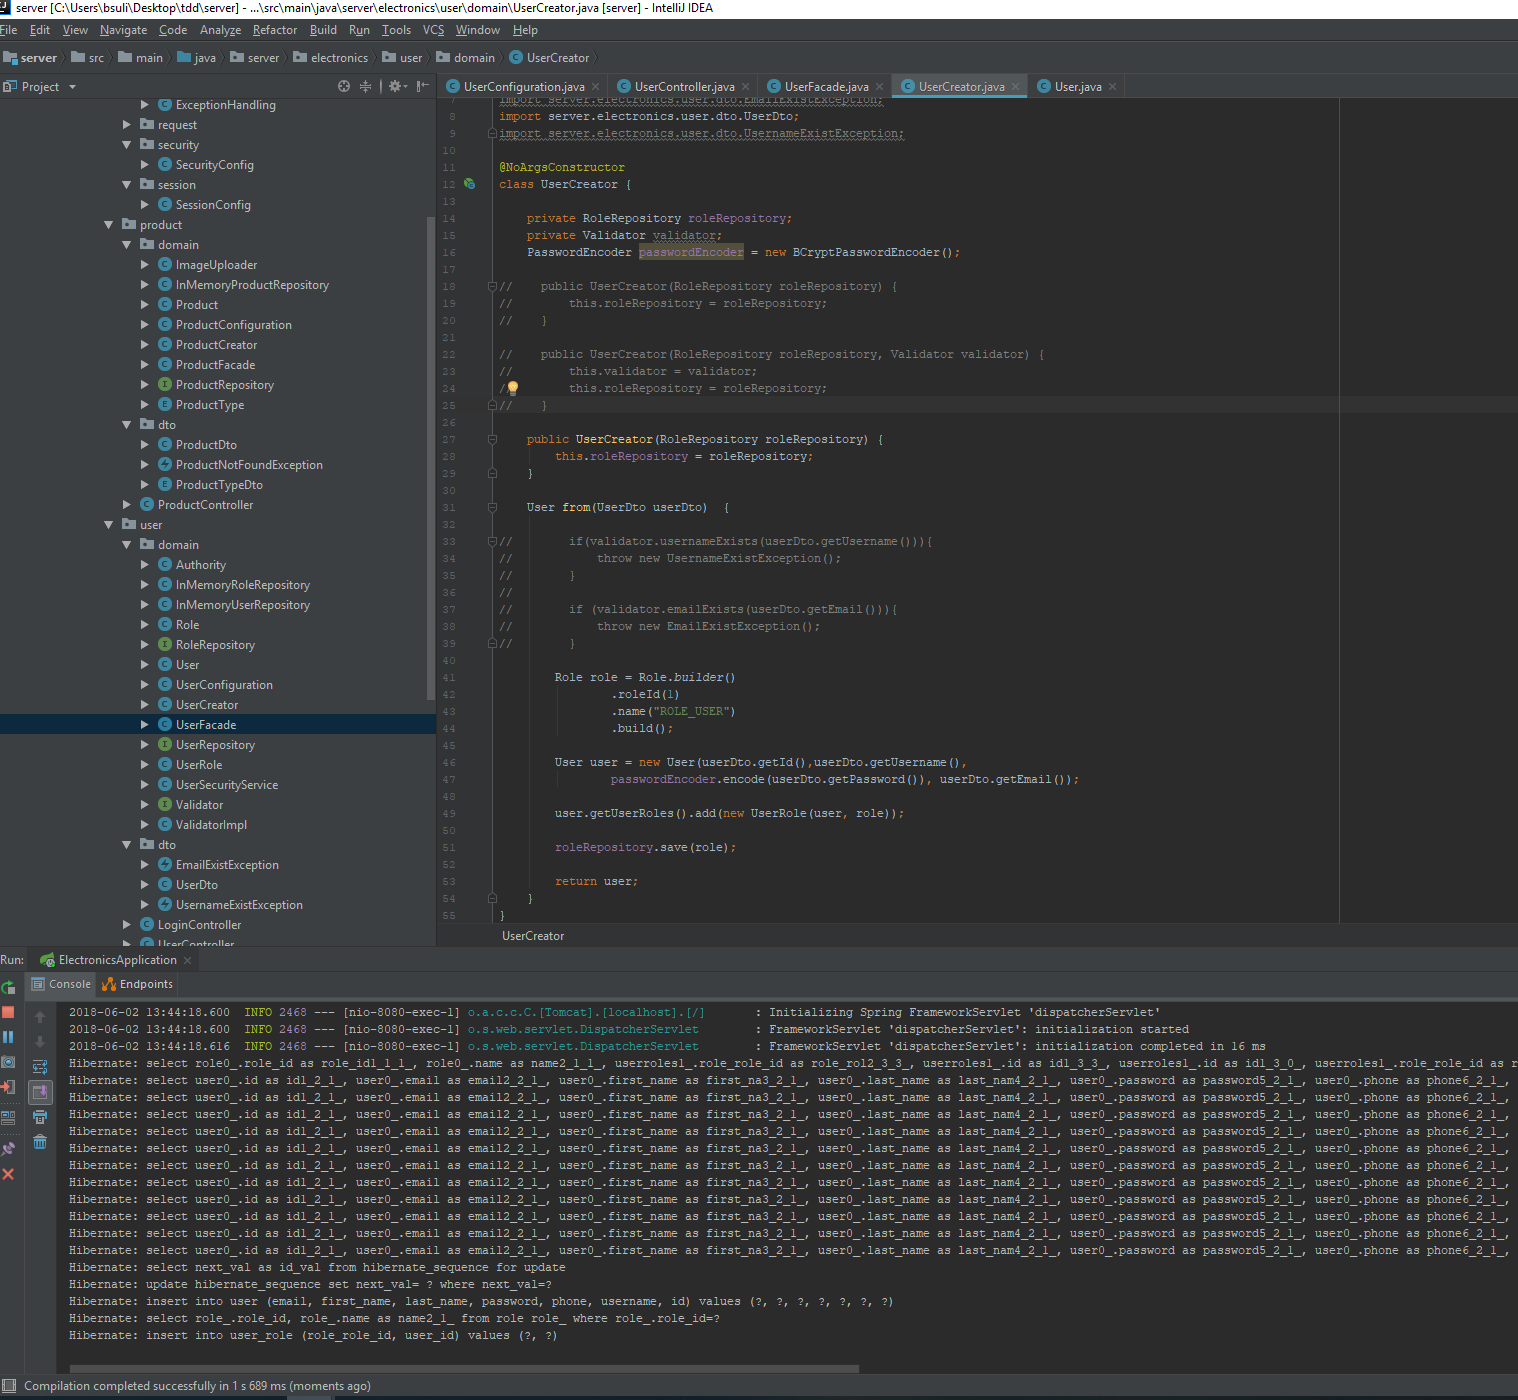 server [C:\Users\bsuli\Desktop\tdd\server] - ...\src\main\java\server\electronics\user\domain\UserCreator.java [server] - IntelliJ IDEA
File Edit View Navigate Code Analyze Refactor Build Run Tools VCS Window Help
server src main java server electronics user domain UserCreator
Project
UserConfiguration.java UserController.java UserFacade.java UserCreator.java User.java
ExceptionHandling
request
security
SecurityConfig
session
SessionConfig
product
domain
ImageUploader
InMemoryProductRepository
Product
ProductConfiguration
ProductCreator
ProductFacade
ProductRepository
ProductType
dto
ProductDto
ProductNotFoundException
ProductTypeDto
ProductController
user
domain
Authority
InMemoryRoleRepository
InMemoryUserRepository
Role
RoleRepository
User
UserConfiguration
UserCreator
UserFacade
UserRepository
UserRole
UserSecurityService
Validator
ValidatorImpl
dto
EmailExistException
UserDto
UsernameExistException
LoginController
UserController
7 import server.electronics.user.dto.EmailExistException;
8 import server.electronics.user.dto.UserDto;
9 import server.electronics.user.dto.UsernameExistException;
10
11 @NoArgsConstructor
12 class UserCreator {
13
14 private RoleRepository roleRepository;
15 private Validator validator;
16 PasswordEncoder passwordEncoder = new BCryptPasswordEncoder();
17
18 // public UserCreator(RoleRepository roleRepository) {
19 // this.roleRepository = roleRepository;
20 // }
21
22 // public UserCreator(RoleRepository roleRepository, Validator validator) {
23 // this.validator = validator;
24 // this.roleRepository = roleRepository;
25 // }
26
27 public UserCreator(RoleRepository roleRepository) {
28 this.roleRepository = roleRepository;
29 }
30
31 User from(UserDto userDto) {
32
33 // if(validator.usernameExists(userDto.getUsername())){
34 // throw new UsernameExistException();
35 // }
36 //
37 // if (validator.emailExists(userDto.getEmail())){
38 // throw new EmailExistException();
39 // }
40
41 Role role = Role.builder()
42 .roleId(1)
43 .name("ROLE_USER")
44 .build();
45
46 User user = new User(userDto.getId(),userDto.getUsername(),
47 passwordEncoder.encode(userDto.getPassword()), userDto.getEmail());
48
49 user.getUserRoles().add(new UserRole(user, role));
50
51 roleRepository.save(role);
52
53 return user;
54 }
55 }
UserCreator
Run: ElectronicsApplication
Console Endpoints
2018-06-02 13:44:18.600 INFO 2468 --- [nio-8080-exec-1] o.a.c.c.C.[Tomcat].[localhost].[/] : Initializing Spring FrameworkServlet 'dispatcherServlet'
2018-06-02 13:44:18.600 INFO 2468 --- [nio-8080-exec-1] o.s.web.servlet.DispatcherServlet : FrameworkServlet 'dispatcherServlet': initialization started
2018-06-02 13:44:18.616 INFO 2468 --- [nio-8080-exec-1] o.s.web.servlet.DispatcherServlet : FrameworkServlet 'dispatcherServlet': initialization completed in 16 ms
Hibernate: select role0_.role_id as role_id1_1_1_, role0_.name as name2_1_1_, userroles1_.role_role_id as role_rol2_3_3_, userroles1_.id as id1_3_3_, userroles1_.id as id1_3_0_, userroles1_.role_role_id as r
Hibernate: select user0_.id as id1_2_1_, user0_.email as email2_2_1_, user0_.first_name as first_na3_2_1_, user0_.last_name as last_nam4_2_1_, user0_.password as password5_2_1_, user0_.phone as phone6_2_1_,
Hibernate: select user0_.id as id1_2_1_, user0_.email as email2_2_1_, user0_.first_name as first_na3_2_1_, user0_.last_name as last_nam4_2_1_, user0_.password as password5_2_1_, user0_.phone as phone6_2_1_,
Hibernate: select user0_.id as id1_2_1_, user0_.email as email2_2_1_, user0_.first_name as first_na3_2_1_, user0_.last_name as last_nam4_2_1_, user0_.password as password5_2_1_, user0_.phone as phone6_2_1_,
Hibernate: select user0_.id as id1_2_1_, user0_.email as email2_2_1_, user0_.first_name as first_na3_2_1_, user0_.last_name as last_nam4_2_1_, user0_.password as password5_2_1_, user0_.phone as phone6_2_1_,
Hibernate: select user0_.id as id1_2_1_, user0_.email as email2_2_1_, user0_.first_name as first_na3_2_1_, user0_.last_name as last_nam4_2_1_, user0_.password as password5_2_1_, user0_.phone as phone6_2_1_,
Hibernate: select user0_.id as id1_2_1_, user0_.email as email2_2_1_, user0_.first_name as first_na3_2_1_, user0_.last_name as last_nam4_2_1_, user0_.password as password5_2_1_, user0_.phone as phone6_2_1_,
Hibernate: select user0_.id as id1_2_1_, user0_.email as email2_2_1_, user0_.first_name as first_na3_2_1_, user0_.last_name as last_nam4_2_1_, user0_.password as password5_2_1_, user0_.phone as phone6_2_1_,
Hibernate: select user0_.id as id1_2_1_, user0_.email as email2_2_1_, user0_.first_name as first_na3_2_1_, user0_.last_name as last_nam4_2_1_, user0_.password as password5_2_1_, user0_.phone as phone6_2_1_,
Hibernate: select user0_.id as id1_2_1_, user0_.email as email2_2_1_, user0_.first_name as first_na3_2_1_, user0_.last_name as last_nam4_2_1_, user0_.password as password5_2_1_, user0_.phone as phone6_2_1_,
Hibernate: select user0_.id as id1_2_1_, user0_.email as email2_2_1_, user0_.first_name as first_na3_2_1_, user0_.last_name as last_nam4_2_1_, user0_.password as password5_2_1_, user0_.phone as phone6_2_1_,
Hibernate: select user0_.id as id1_2_1_, user0_.email as email2_2_1_, user0_.first_name as first_na3_2_1_, user0_.last_name as last_nam4_2_1_, user0_.password as password5_2_1_, user0_.phone as phone6_2_1_,
Hibernate: select next_val as id_val from hibernate_sequence for update
Hibernate: update hibernate_sequence set next_val= ? where next_val=?
Hibernate: insert into user (email, first_name, last_name, password, phone, username, id) values (?, ?, ?, ?, ?, ?, ?)
Hibernate: select role_.role_id, role_.name as name2_1_ from role role_ where role_.role_id=?
Hibernate: insert into user_role (role_role_id, user_id) values (?, ?)
Compilation completed successfully in 1 s 689 ms (moments ago)